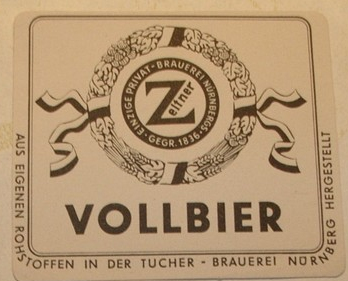 EINZIGE PRIVAT-BRAUEREI NÜRNBERGS
GEGR. 1836
Zeltner
VOLLBIER
AUS EIGENEN ROHSTOFFEN IN DER TUCHER - BRAUEREI NÜRNBERG HERGESTELLT